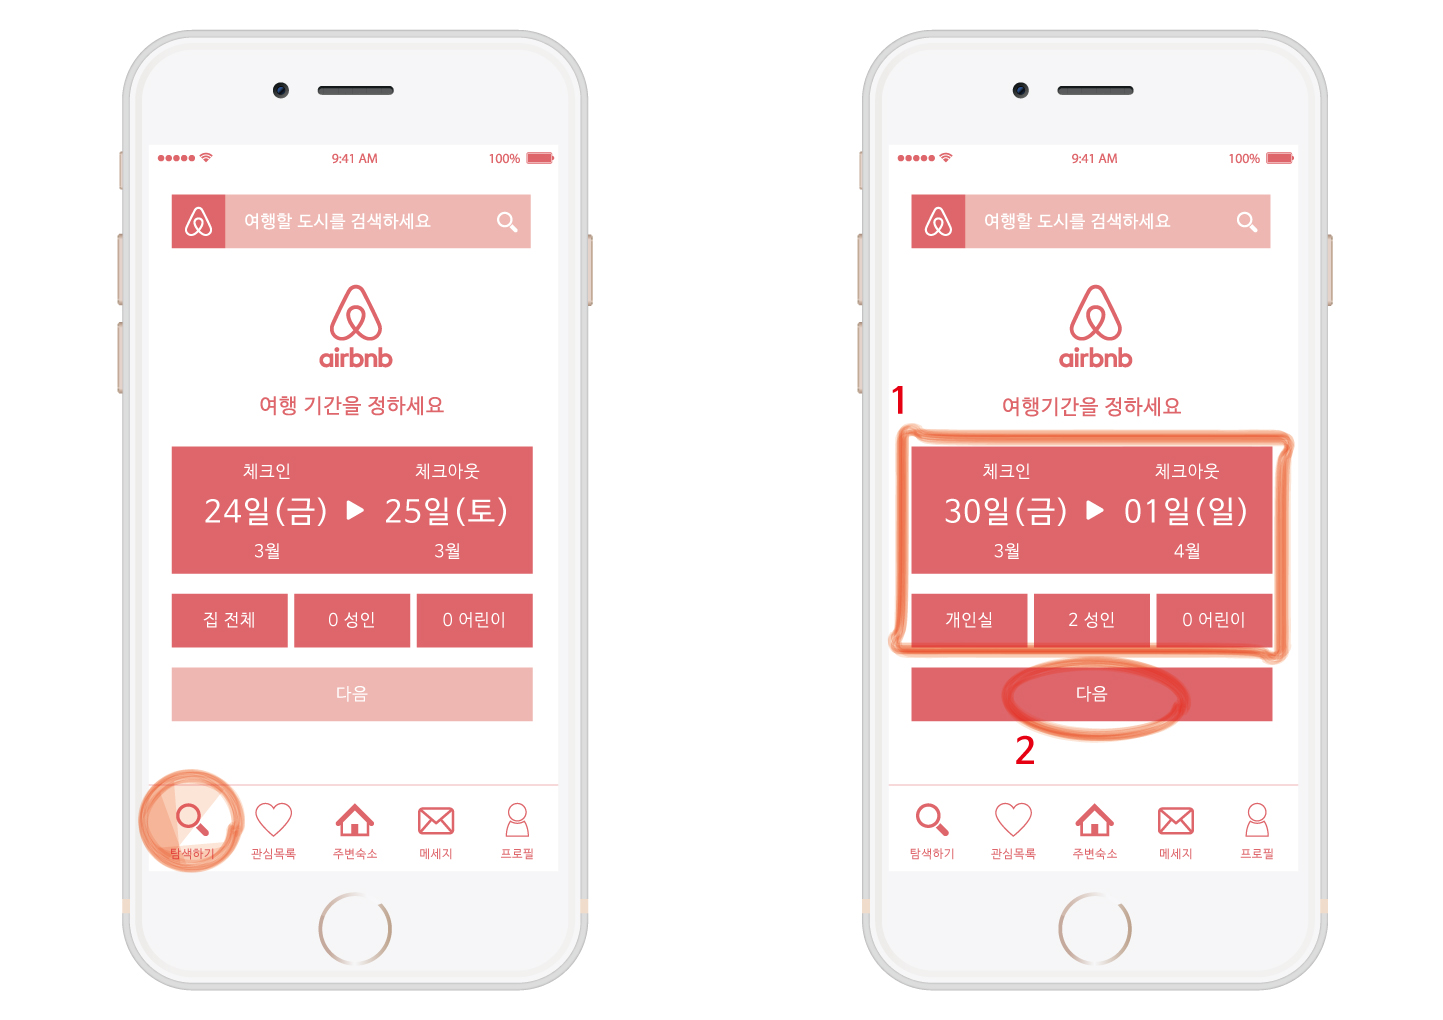 9:41 AM 100%
여행할 도시를 검색하세요
airbnb
여행 기간을 정하세요
체크인 체크아웃
24일(금) 25일(토)
3월 3월
집 전체 0 성인 0 어린이
다음
탐색하기 관심목록 주변숙소 메세지 프로필
9:41 AM 100%
여행할 도시를 검색하세요
airbnb
여행기간을 정하세요
1
체크인 체크아웃
30일(금) 01일(일)
3월 4월
개인실 2 성인 0 어린이
다음
2
탐색하기 관심목록 주변숙소 메세지 프로필